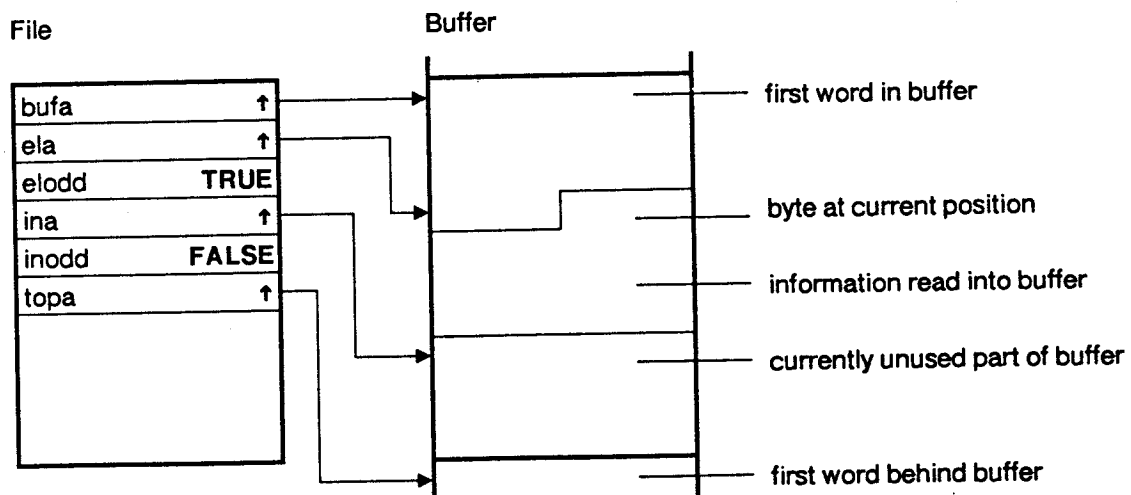 File
Buffer
bufa ↑
ela ↑
elodd TRUE
ina ↑
inodd FALSE
topa ↑
first word in buffer
byte at current position
information read into buffer
currently unused part of buffer
first word behind buffer